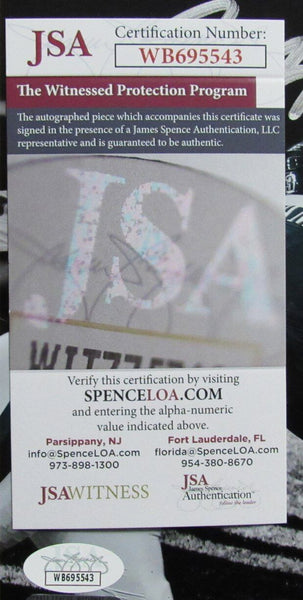 JSA
Certification Number:
WB695543
The Witnessed Protection Program
The autographed piece which accompanies this certificate was
signed in the presence of a James Spence Authentication, LLC
representative and is guaranteed to be authentic.
JSA
Verify this certification by visiting
SPENCELOA.COM
and entering the alpha-numeric
value indicated above.
Parsippany, NJ
info@SpenceLOA.com
973-898-1300
Fort Lauderdale, FL
florida@SpenceLOA.com
954-380-8670
JSAWITNESS
JSA
James Spence
Authentication
Follow the leader
WB695543